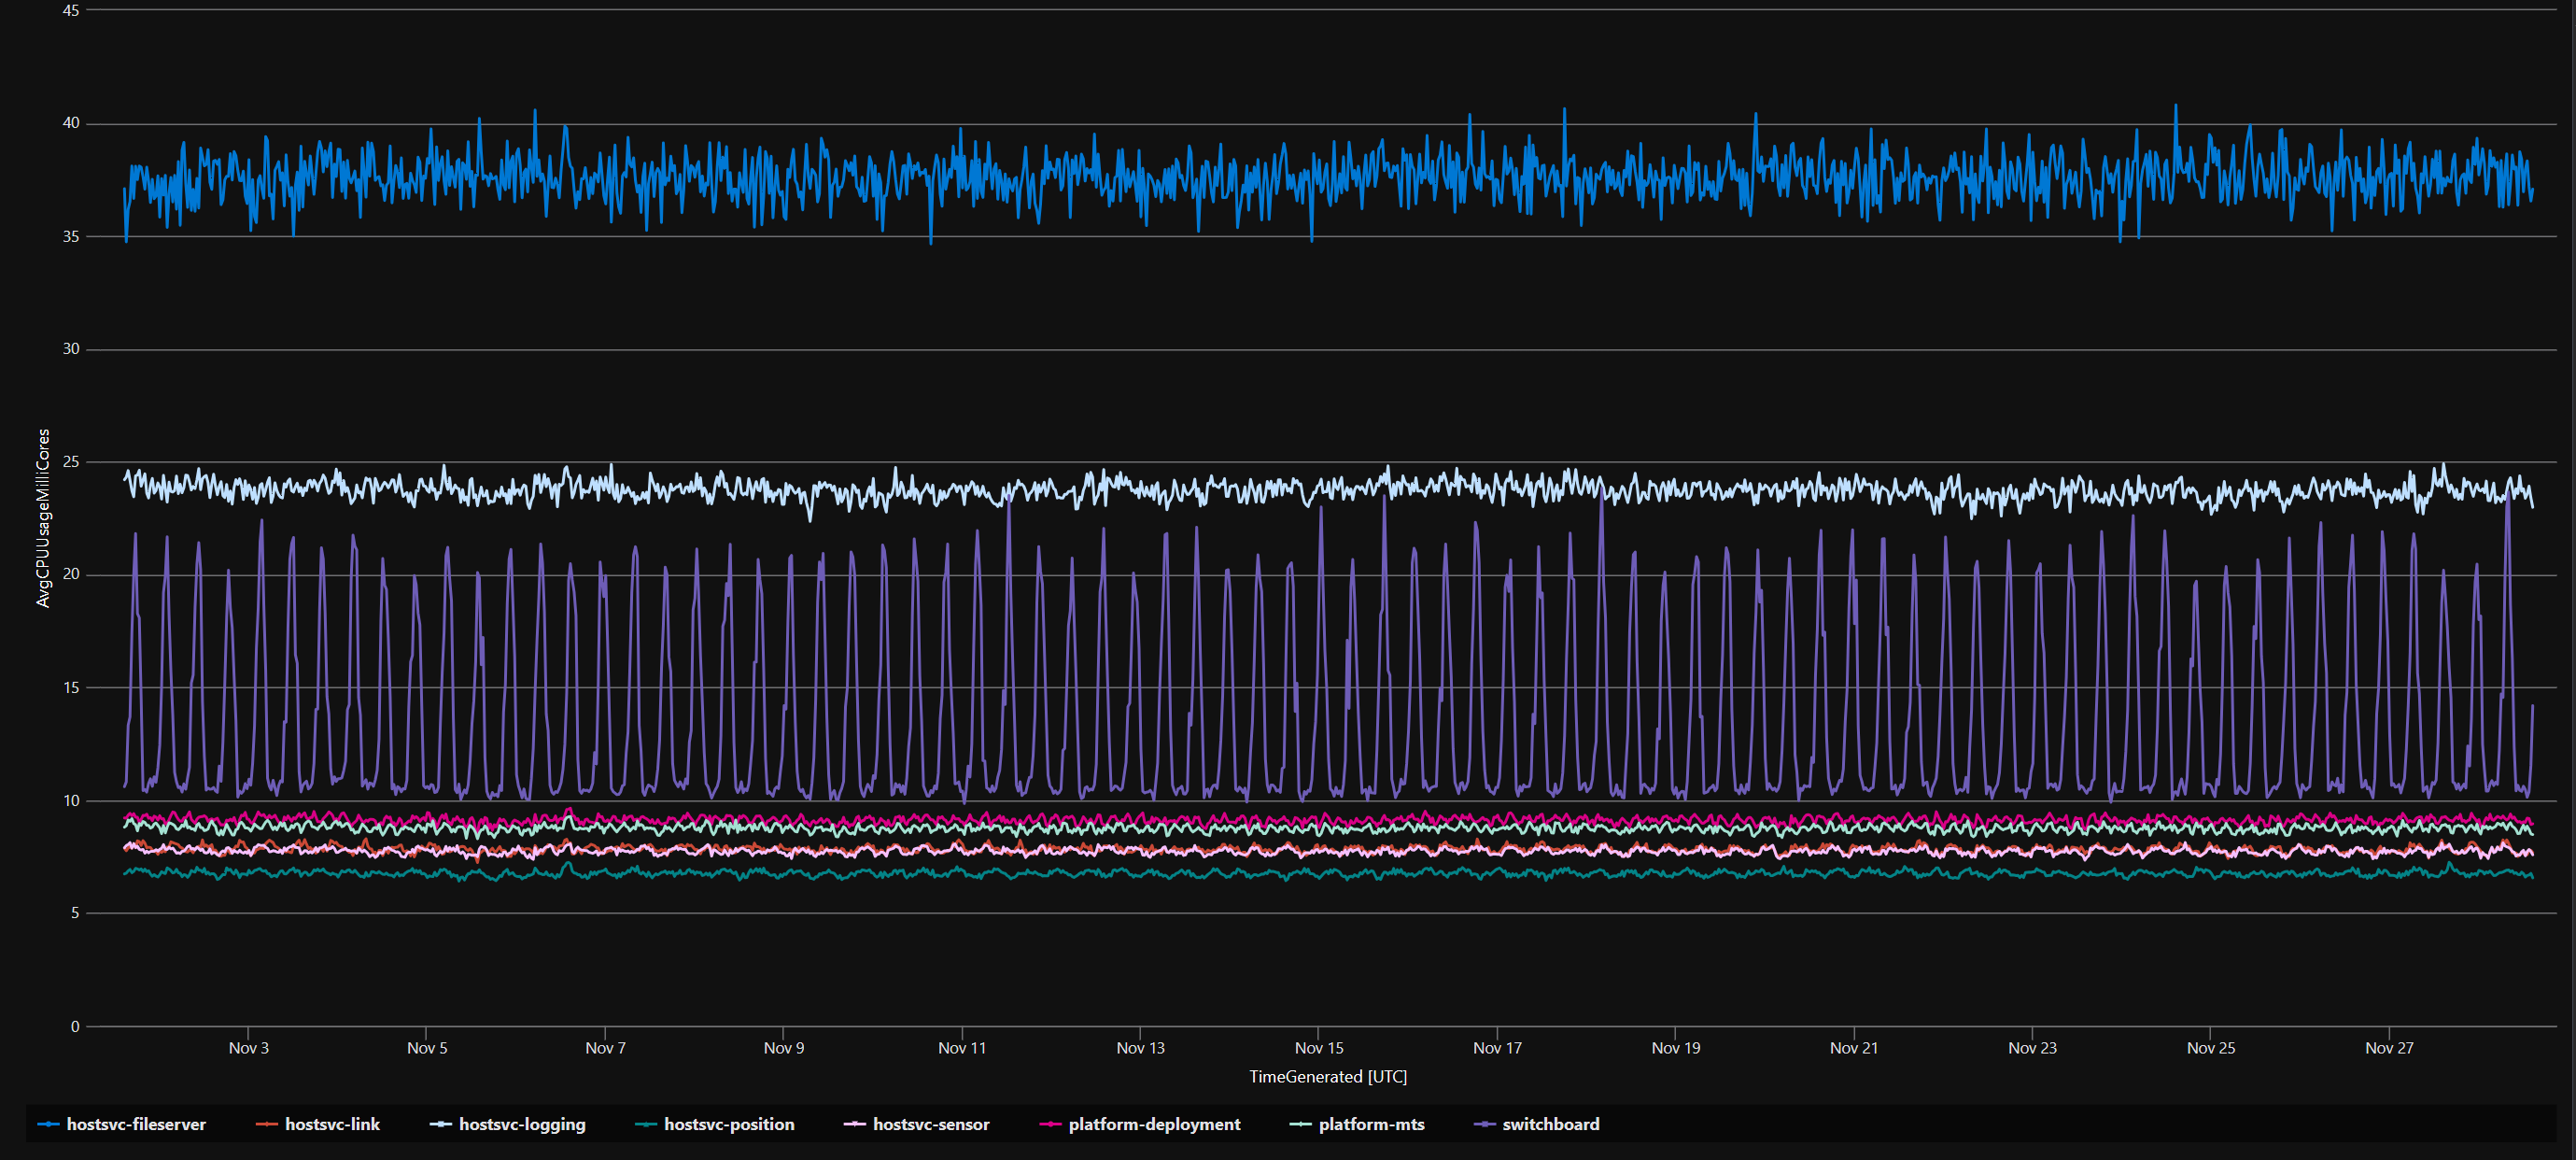 45
40
35
30
25
20
15
10
5
0
AvgCPUUsageMilliCores
Nov 3 Nov 5 Nov 7 Nov 9 Nov 11 Nov 13 Nov 15 Nov 17 Nov 19 Nov 21 Nov 23 Nov 25 Nov 27
TimeGenerated [UTC]
hostsvc-fileserver hostsvc-link hostsvc-logging hostsvc-position hostsvc-sensor platform-deployment platform-mts switchboard